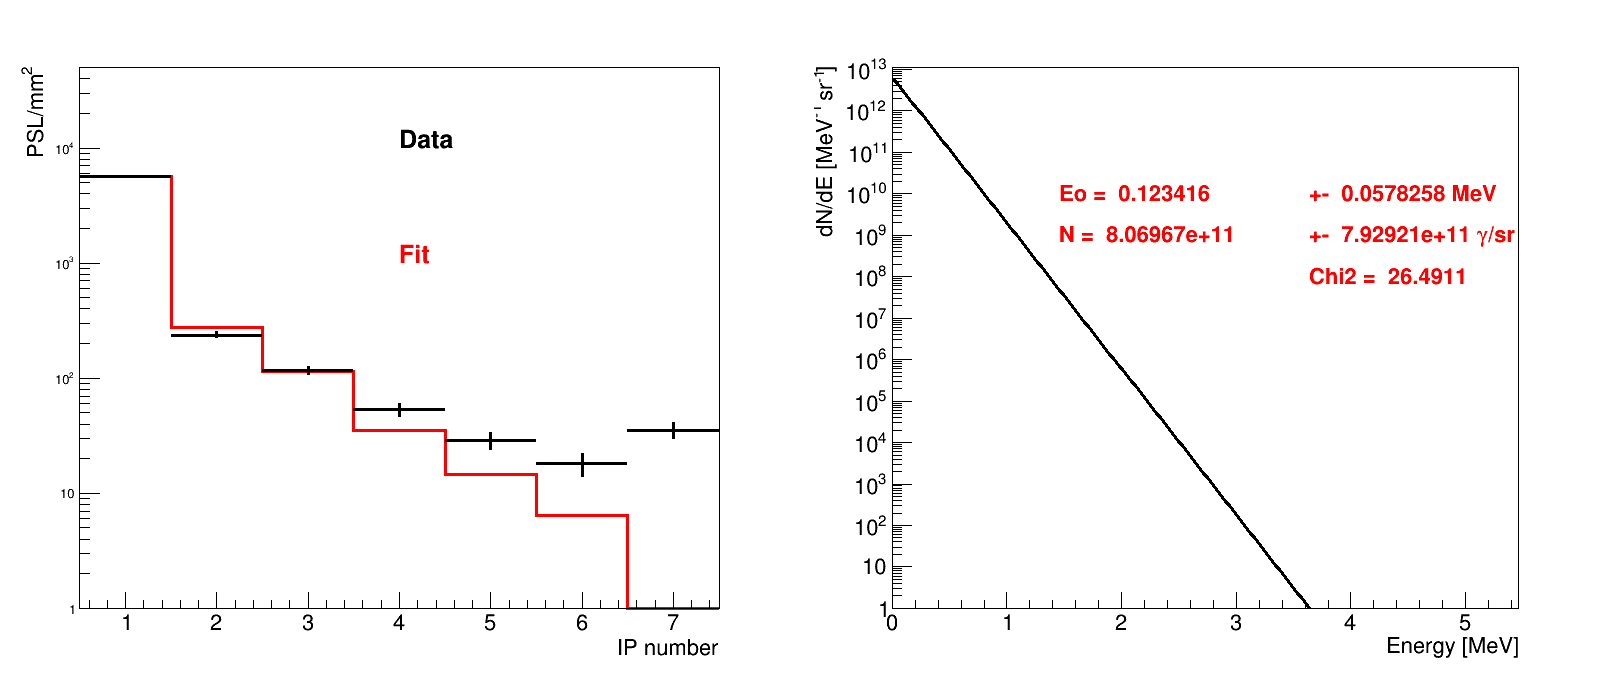 PSL/mm²
10⁴
10³
10²
10
1
Data
Fit
1 2 3 4 5 6 7
IP number
dN/dE [MeV⁻¹ sr⁻¹]
10¹³
10¹²
10¹¹
10¹⁰
10⁹
10⁸
10⁷
10⁶
10⁵
10⁴
10³
10²
10
1
Eo = 0.123416 +- 0.0578258 MeV
N = 8.06967e+11 +- 7.92921e+11 γ/sr
Chi2 = 26.4911
0 1 2 3 4 5
Energy [MeV]